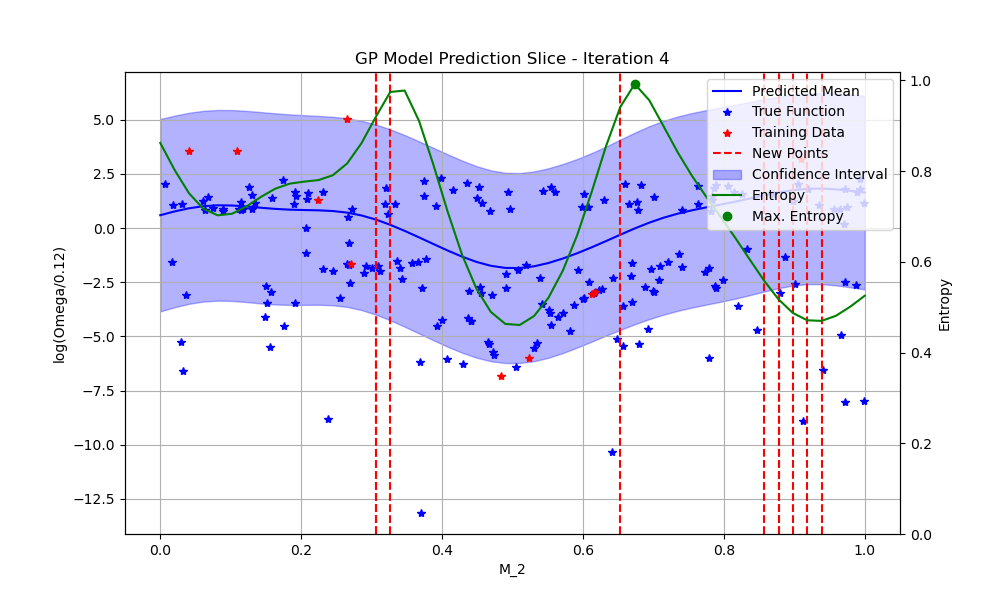 GP Model Prediction Slice - Iteration 4
log(Omega/0.12)
5.0
2.5
0.0
−2.5
−5.0
−7.5
−10.0
−12.5
Predicted Mean
True Function
Training Data
New Points
Confidence Interval
Entropy
Max. Entropy
1.0
0.8
0.6
0.4
0.2
0.0
Entropy
0.0 0.2 0.4 0.6 0.8 1.0
M_2